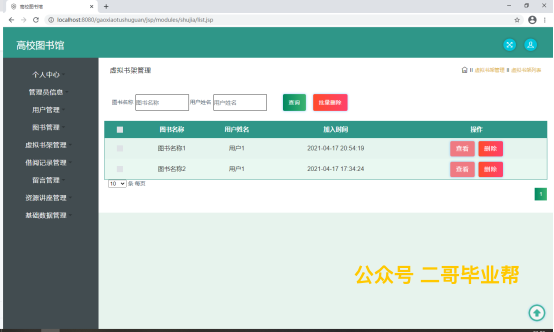 高校图书馆
localhost:8080/gaoxiaotushuguan/jsp/modules/shujia/list.jsp
高校图书馆
个人中心
管理员信息
用户管理
图书管理
虚拟书架管理
借阅记录管理
留言管理
资源讲座管理
基础数据管理
虚拟书架管理
虚拟书架管理 虚拟书架列表
图书名称 图书名称 用户姓名 用户姓名 查询 批量删除
图书名称 用户姓名 加入时间 操作
图书名称1 用户1 2021-04-17 20:54:19 查看 删除
图书名称2 用户1 2021-04-17 17:34:24 查看 删除
10 条 每页
1
公众号 二哥毕业帮